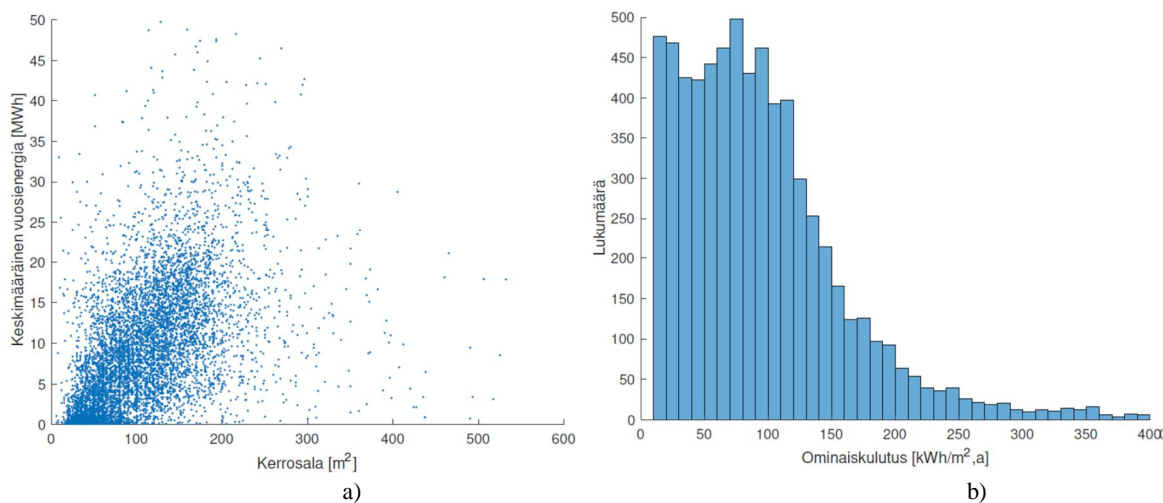 50
45
40
35
30
25
20
15
10
5
0
Keskimääräinen vuosienergia [MWh]
0 100 200 300 400 500 600
Kerrosala [m²]
a)
500
450
400
350
300
250
200
150
100
50
0
Lukumäärä
0 50 100 150 200 250 300 350 400
Ominaiskulutus [kWh/m²,a]
b)